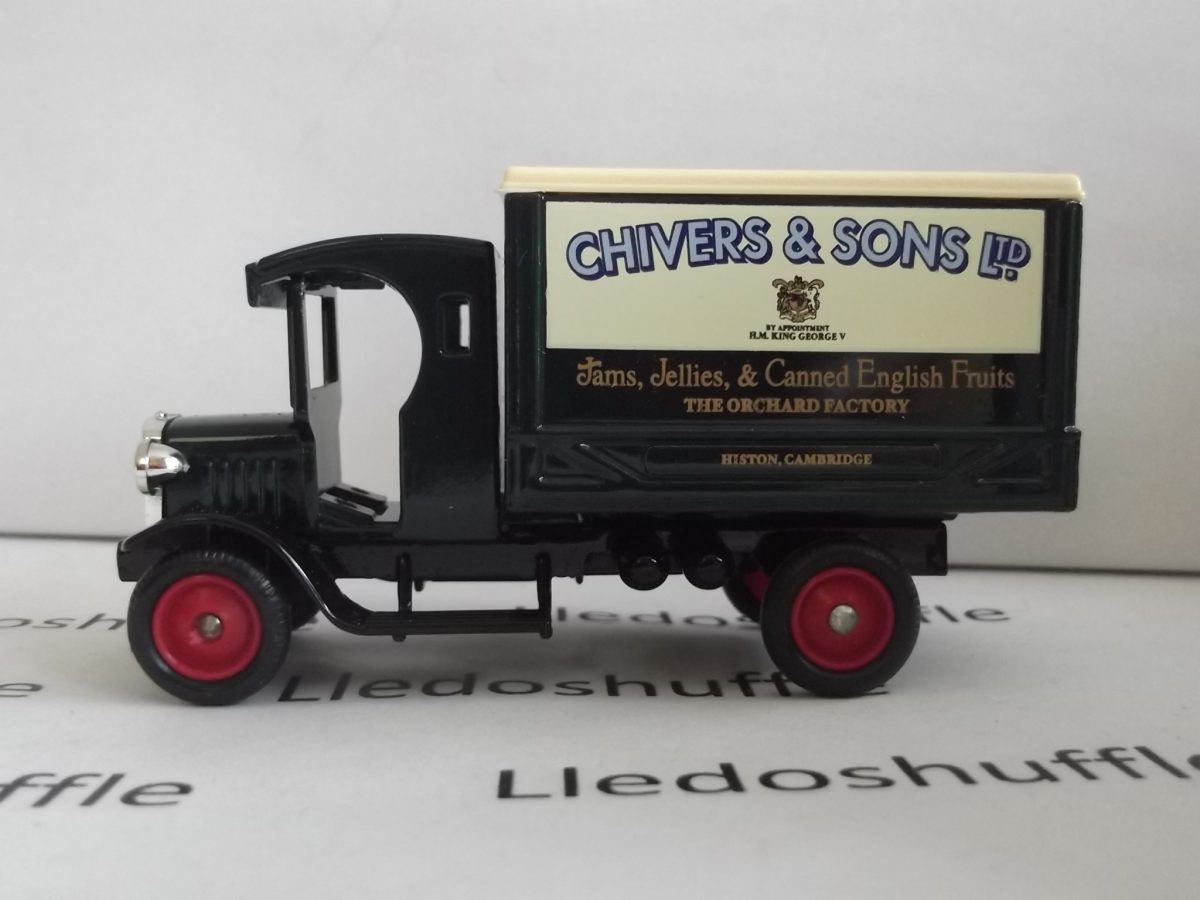 CHIVERS & SONS LTD.
BY APPOINTMENT
H.M. KING GEORGE V
Jams, Jellies, & Canned English Fruits
THE ORCHARD FACTORY
HISTON, CAMBRIDGE
Lledoshuffle
ffle Lledoshuffle